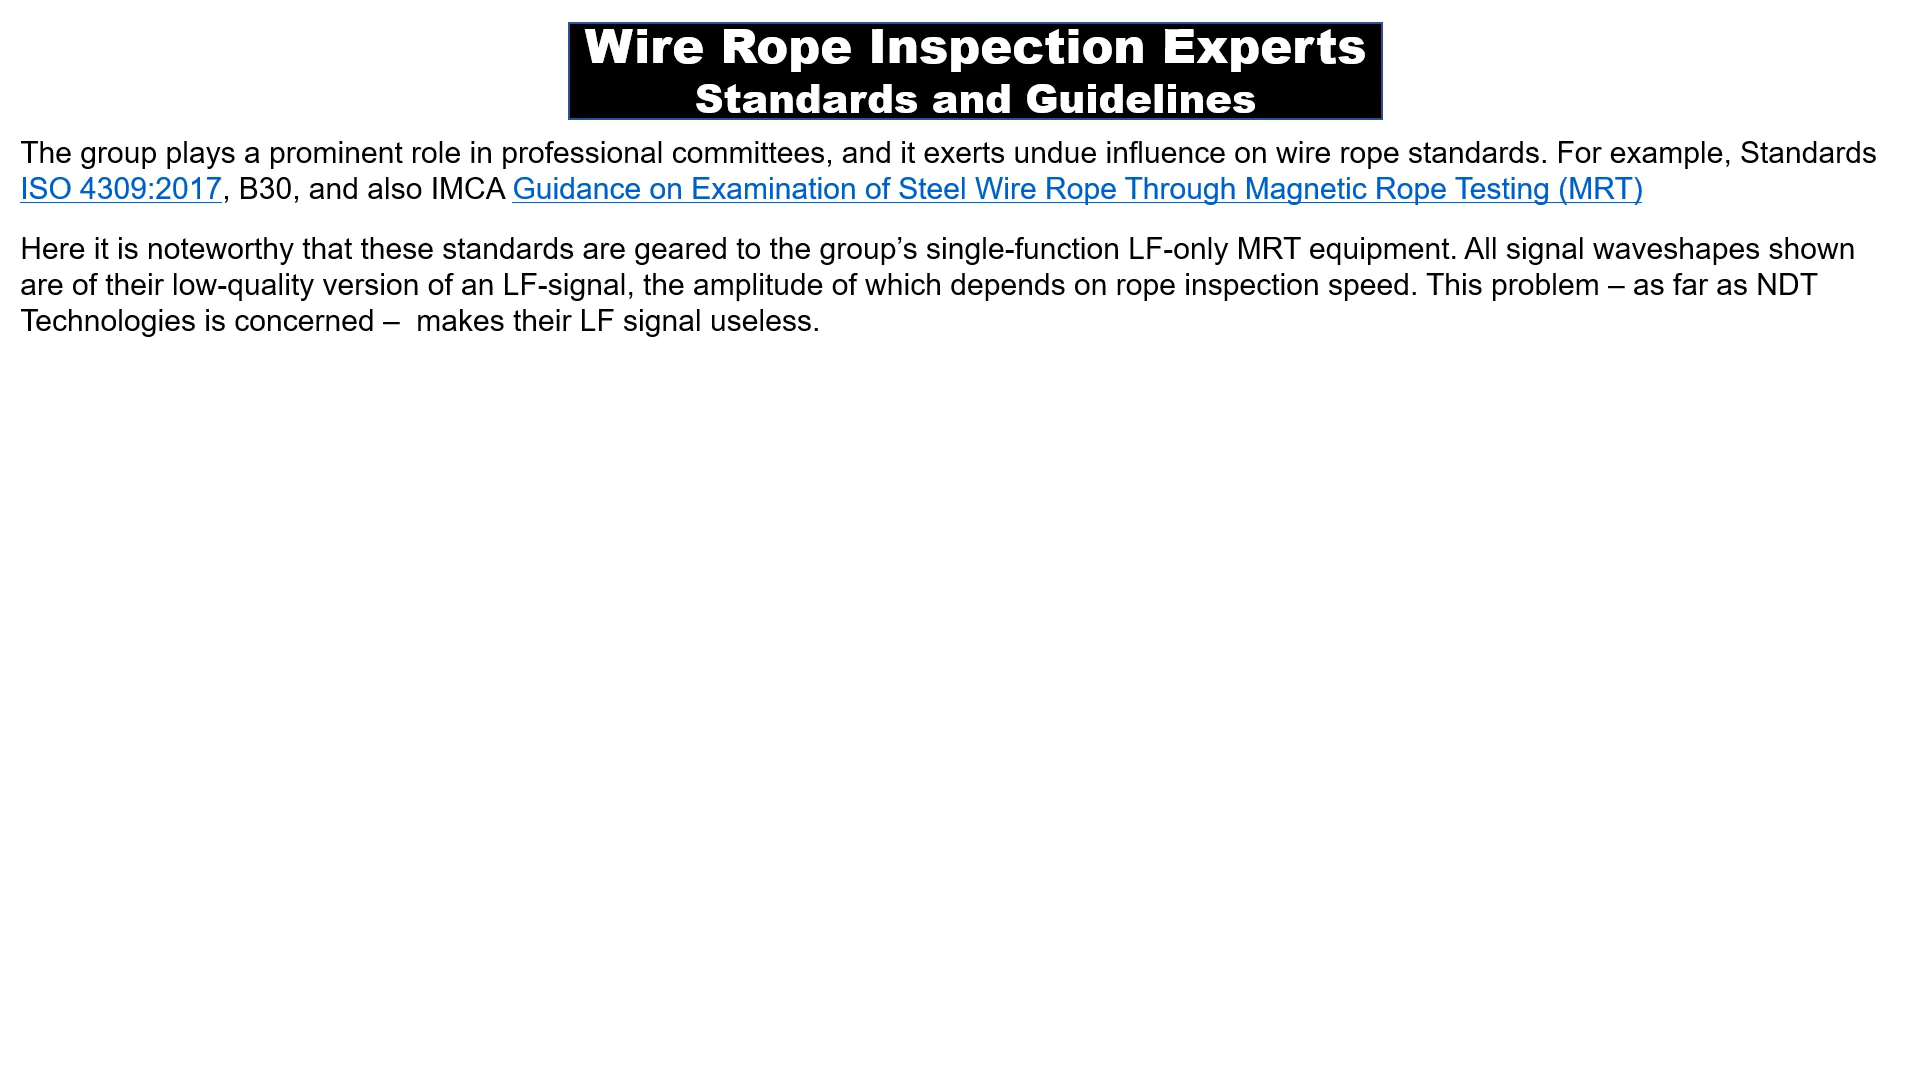 Wire Rope Inspection Experts
Standards and Guidelines
The group plays a prominent role in professional committees, and it exerts undue influence on wire rope standards. For example, Standards
ISO 4309:2017, B30, and also IMCA Guidance on Examination of Steel Wire Rope Through Magnetic Rope Testing (MRT)
Here it is noteworthy that these standards are geared to the group’s single-function LF-only MRT equipment. All signal waveshapes shown
are of their low-quality version of an LF-signal, the amplitude of which depends on rope inspection speed. This problem – as far as NDT
Technologies is concerned –  makes their LF signal useless.